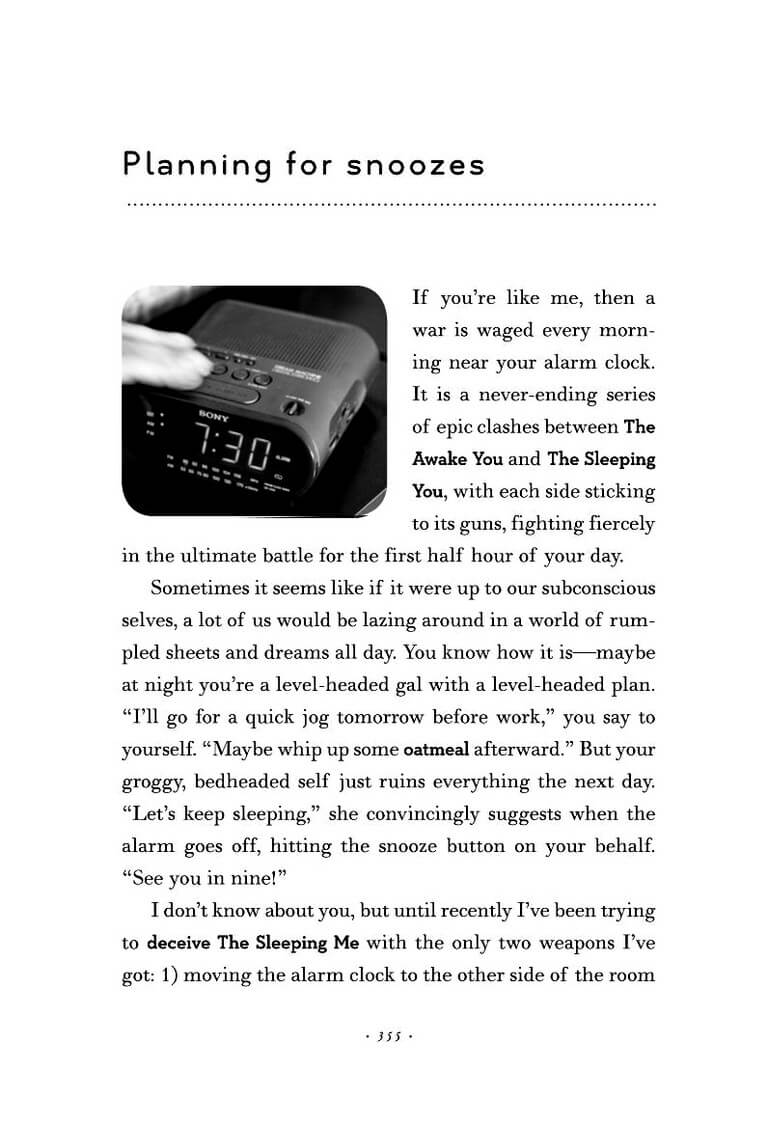 Planning for snoozes
SONY
7:30
If you’re like me, then a
war is waged every morn-
ing near your alarm clock.
It is a never-ending series
of epic clashes between The
Awake You and The Sleeping
You, with each side sticking
to its guns, fighting fiercely
in the ultimate battle for the first half hour of your day.
Sometimes it seems like if it were up to our subconscious
selves, a lot of us would be lazing around in a world of rum-
pled sheets and dreams all day. You know how it is—maybe
at night you’re a level-headed gal with a level-headed plan.
“I’ll go for a quick jog tomorrow before work,” you say to
yourself. “Maybe whip up some oatmeal afterward.” But your
groggy, bedheaded self just ruins everything the next day.
“Let’s keep sleeping,” she convincingly suggests when the
alarm goes off, hitting the snooze button on your behalf.
“See you in nine!”
I don’t know about you, but until recently I’ve been trying
to deceive The Sleeping Me with the only two weapons I’ve
got: 1) moving the alarm clock to the other side of the room
· 355 ·